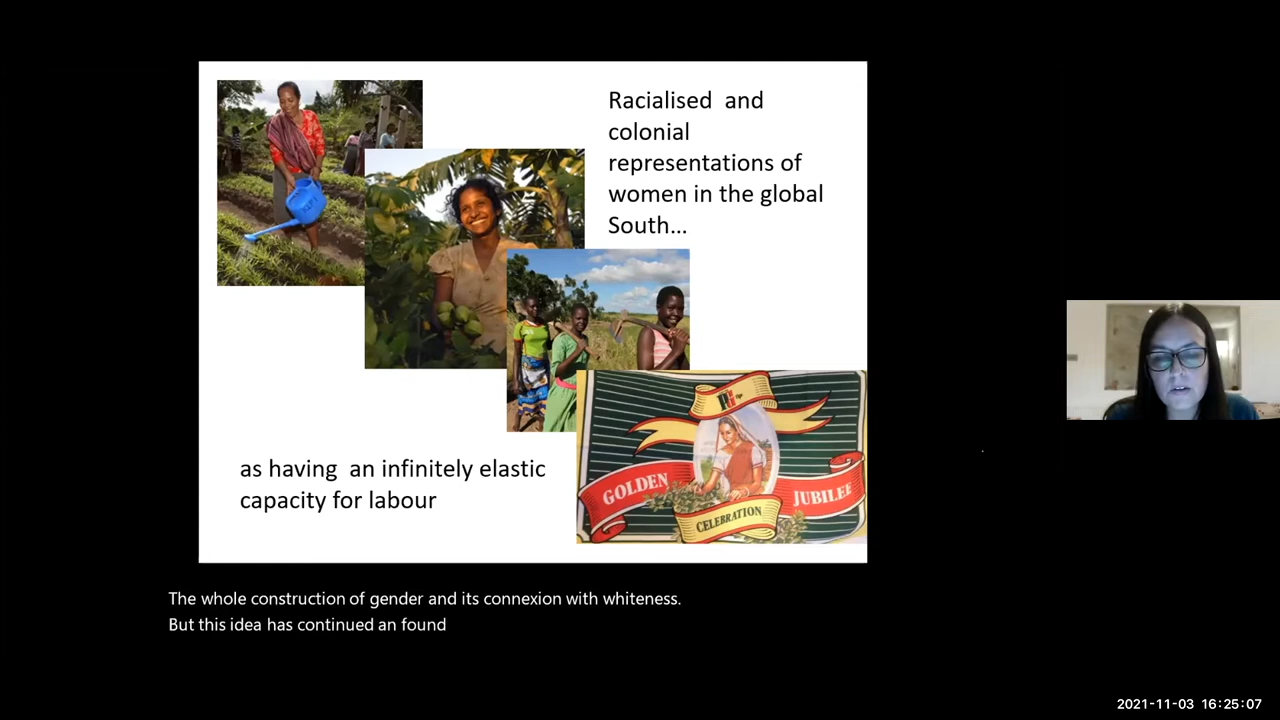 Racialised and
colonial
representations of
women in the global
South...
as having an infinitely elastic
capacity for labour
GOLDEN
JUBILEE
CELEBRATION
The whole construction of gender and its connexion with whiteness.
But this idea has continued an found
2021-11-03 16:25:07